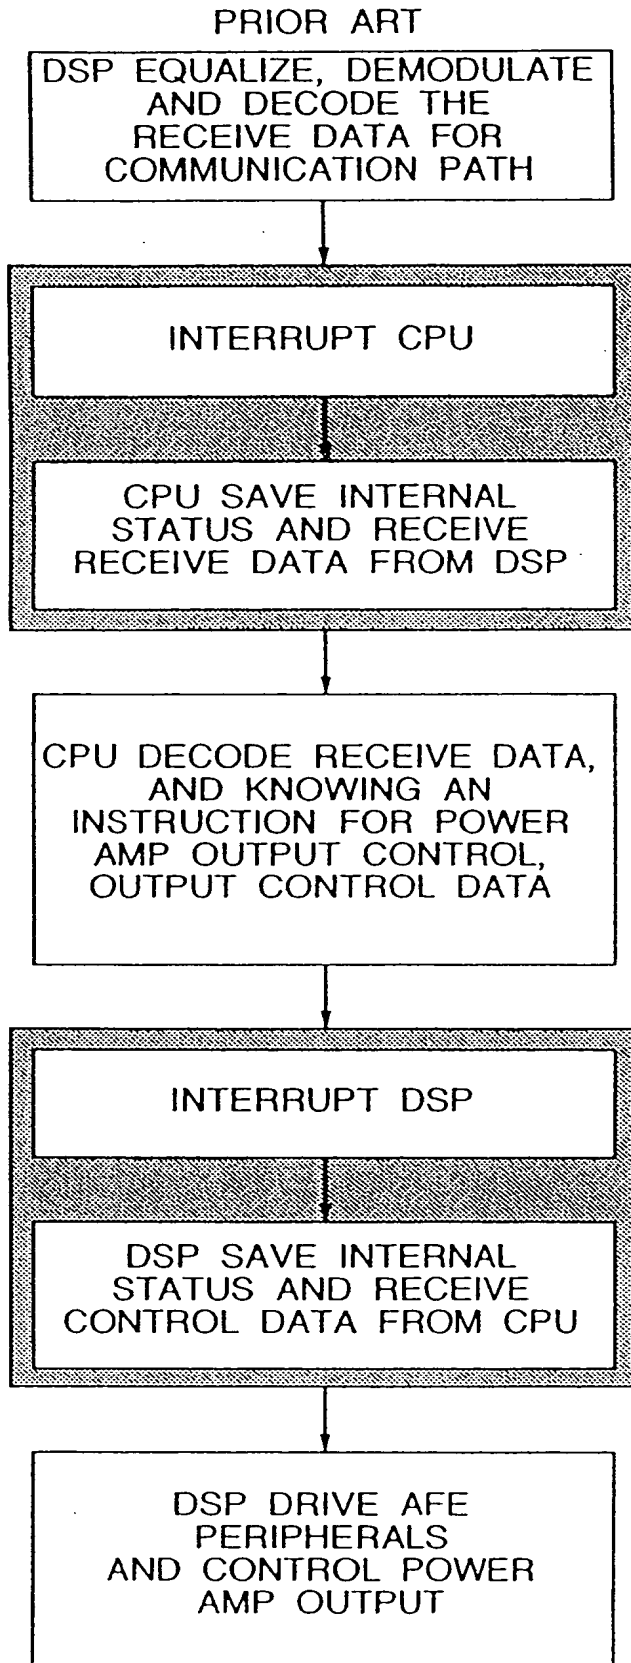 PRIOR ART
DSP EQUALIZE, DEMODULATE
AND DECODE THE
RECEIVE DATA FOR
COMMUNICATION PATH
INTERRUPT CPU
CPU SAVE INTERNAL
STATUS AND RECEIVE
RECEIVE DATA FROM DSP
CPU DECODE RECEIVE DATA,
AND KNOWING AN
INSTRUCTION FOR POWER
AMP OUTPUT CONTROL,
OUTPUT CONTROL DATA
INTERRUPT DSP
DSP SAVE INTERNAL
STATUS AND RECEIVE
CONTROL DATA FROM CPU
DSP DRIVE AFE
PERIPHERALS
AND CONTROL POWER
AMP OUTPUT